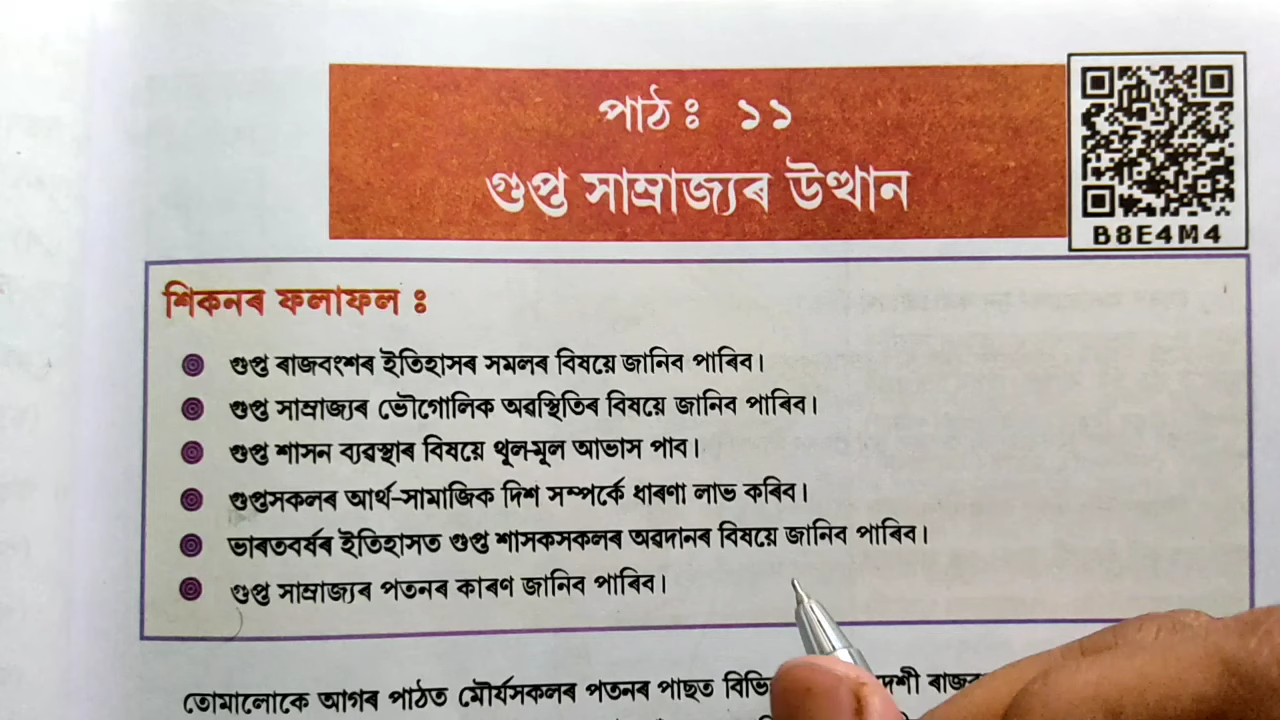 পাঠ ঃ ১১
গুপ্ত সাম্ৰাজ্যৰ উত্থান
B8E4M4
শিকনৰ ফলাফল ঃ
গুপ্ত ৰাজবংশৰ ইতিহাসৰ সমলৰ বিষয়ে জানিব পাৰিব।
গুপ্ত সাম্ৰাজ্যৰ ভৌগোলিক অৱস্থিতিৰ বিষয়ে জানিব পাৰিব।
গুপ্ত শাসন ব্যৱস্থাৰ বিষয়ে থূল-মূল আভাস পাব।
গুপ্তসকলৰ আৰ্থ-সামাজিক দিশ সম্পৰ্কে ধাৰণা লাভ কৰিব।
ভাৰতবৰ্ষৰ ইতিহাসত গুপ্ত শাসকসকলৰ অৱদানৰ বিষয়ে জানিব পাৰিব।
গুপ্ত সাম্ৰাজ্যৰ পতনৰ কাৰণ জানিব পাৰিব।
তোমালোকে আগৰ পাঠত মৌৰ্যসকলৰ পতনৰ পাছত